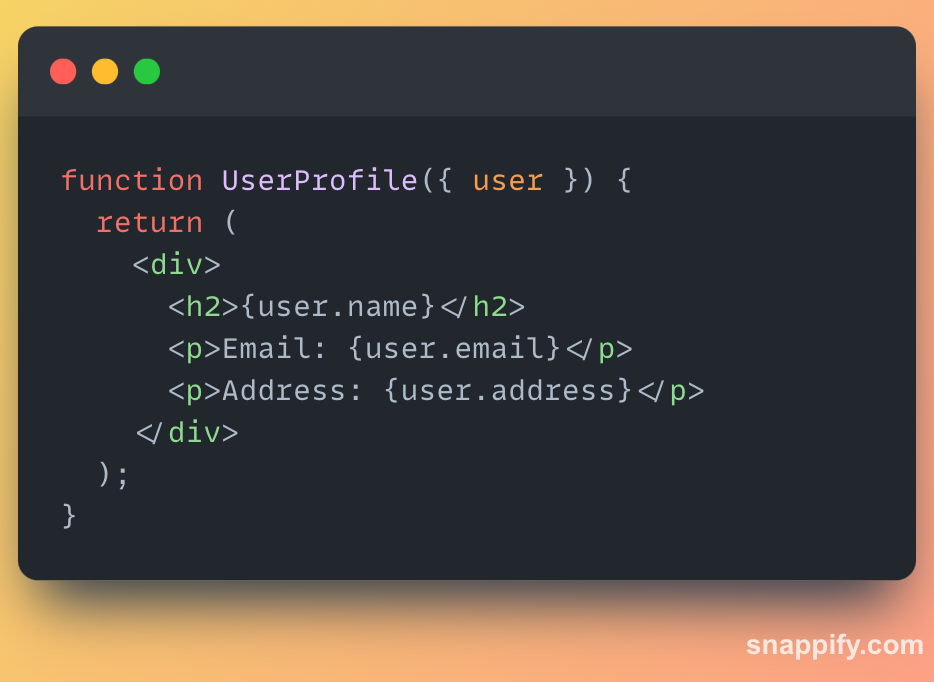 function UserProfile({ user }) {
  return (
    <div>
      <h2>{user.name}</h2>
      <p>Email: {user.email}</p>
      <p>Address: {user.address}</p>
    </div>
  );
}
snappify.com